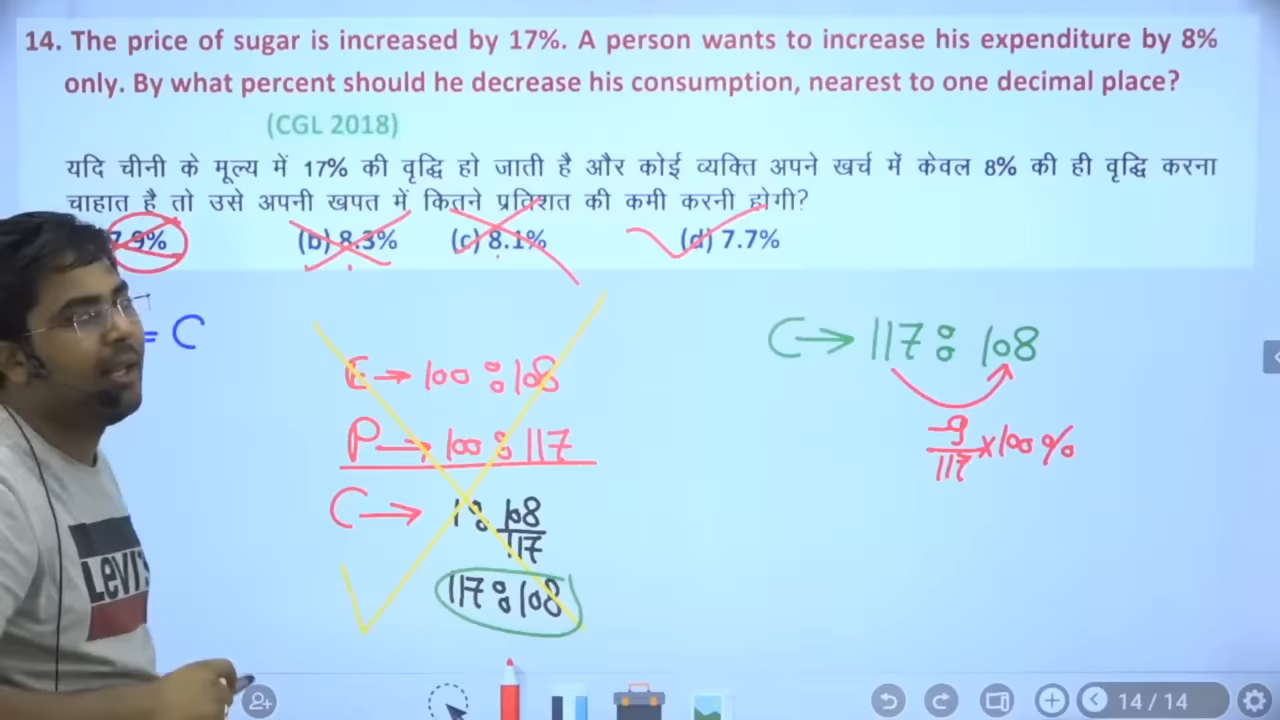 14. The price of sugar is increased by 17%. A person wants to increase his expenditure by 8%
only. By what percent should he decrease his consumption, nearest to one decimal place?
(CGL 2018)
यदि चीनी के मूल्य में 17% की वृद्धि हो जाती है और कोई व्यक्ति अपने खर्च में केवल 8% की ही वृद्धि करना
चाहात है तो उसे अपनी खपत में कितने प्रतिशत की कमी करनी होगी?
7.9% (b) 8.3% (c) 8.1% (d) 7.7%
= C
E → 100 : 108
P → 100 : 117
C → 1 : 108/117
117 : 108
C → 117 : 108
-9/117 × 100 %
LEVI'S
14 / 14